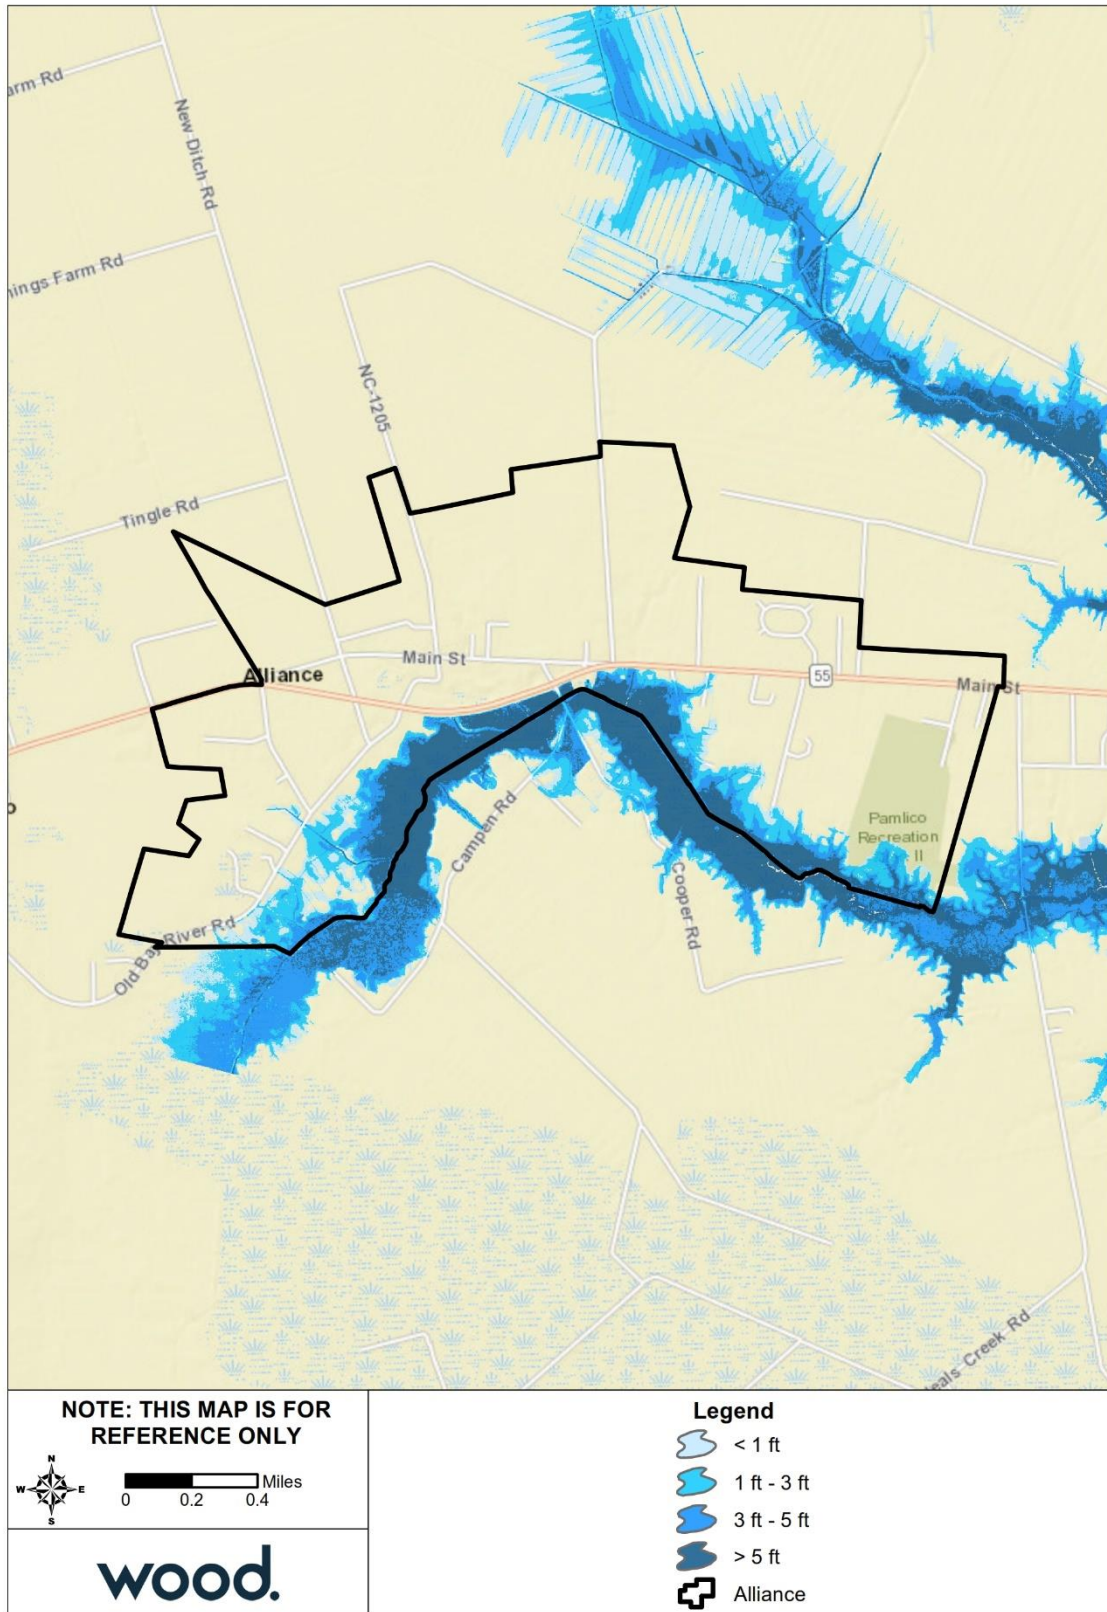 arm Rd
New Ditch Rd
nings Farm Rd
NC-1205
Tingle Rd
Main St
Alliance
55
Main St
Pamlico
Recreation
II
Campen Rd
Cooper Rd
Old Bay River Rd
o
leals Creek Rd
NOTE: THIS MAP IS FOR
REFERENCE ONLY
N
W E
S
Miles
0 0.2 0.4
wood.
Legend
< 1 ft
1 ft - 3 ft
3 ft - 5 ft
> 5 ft
Alliance